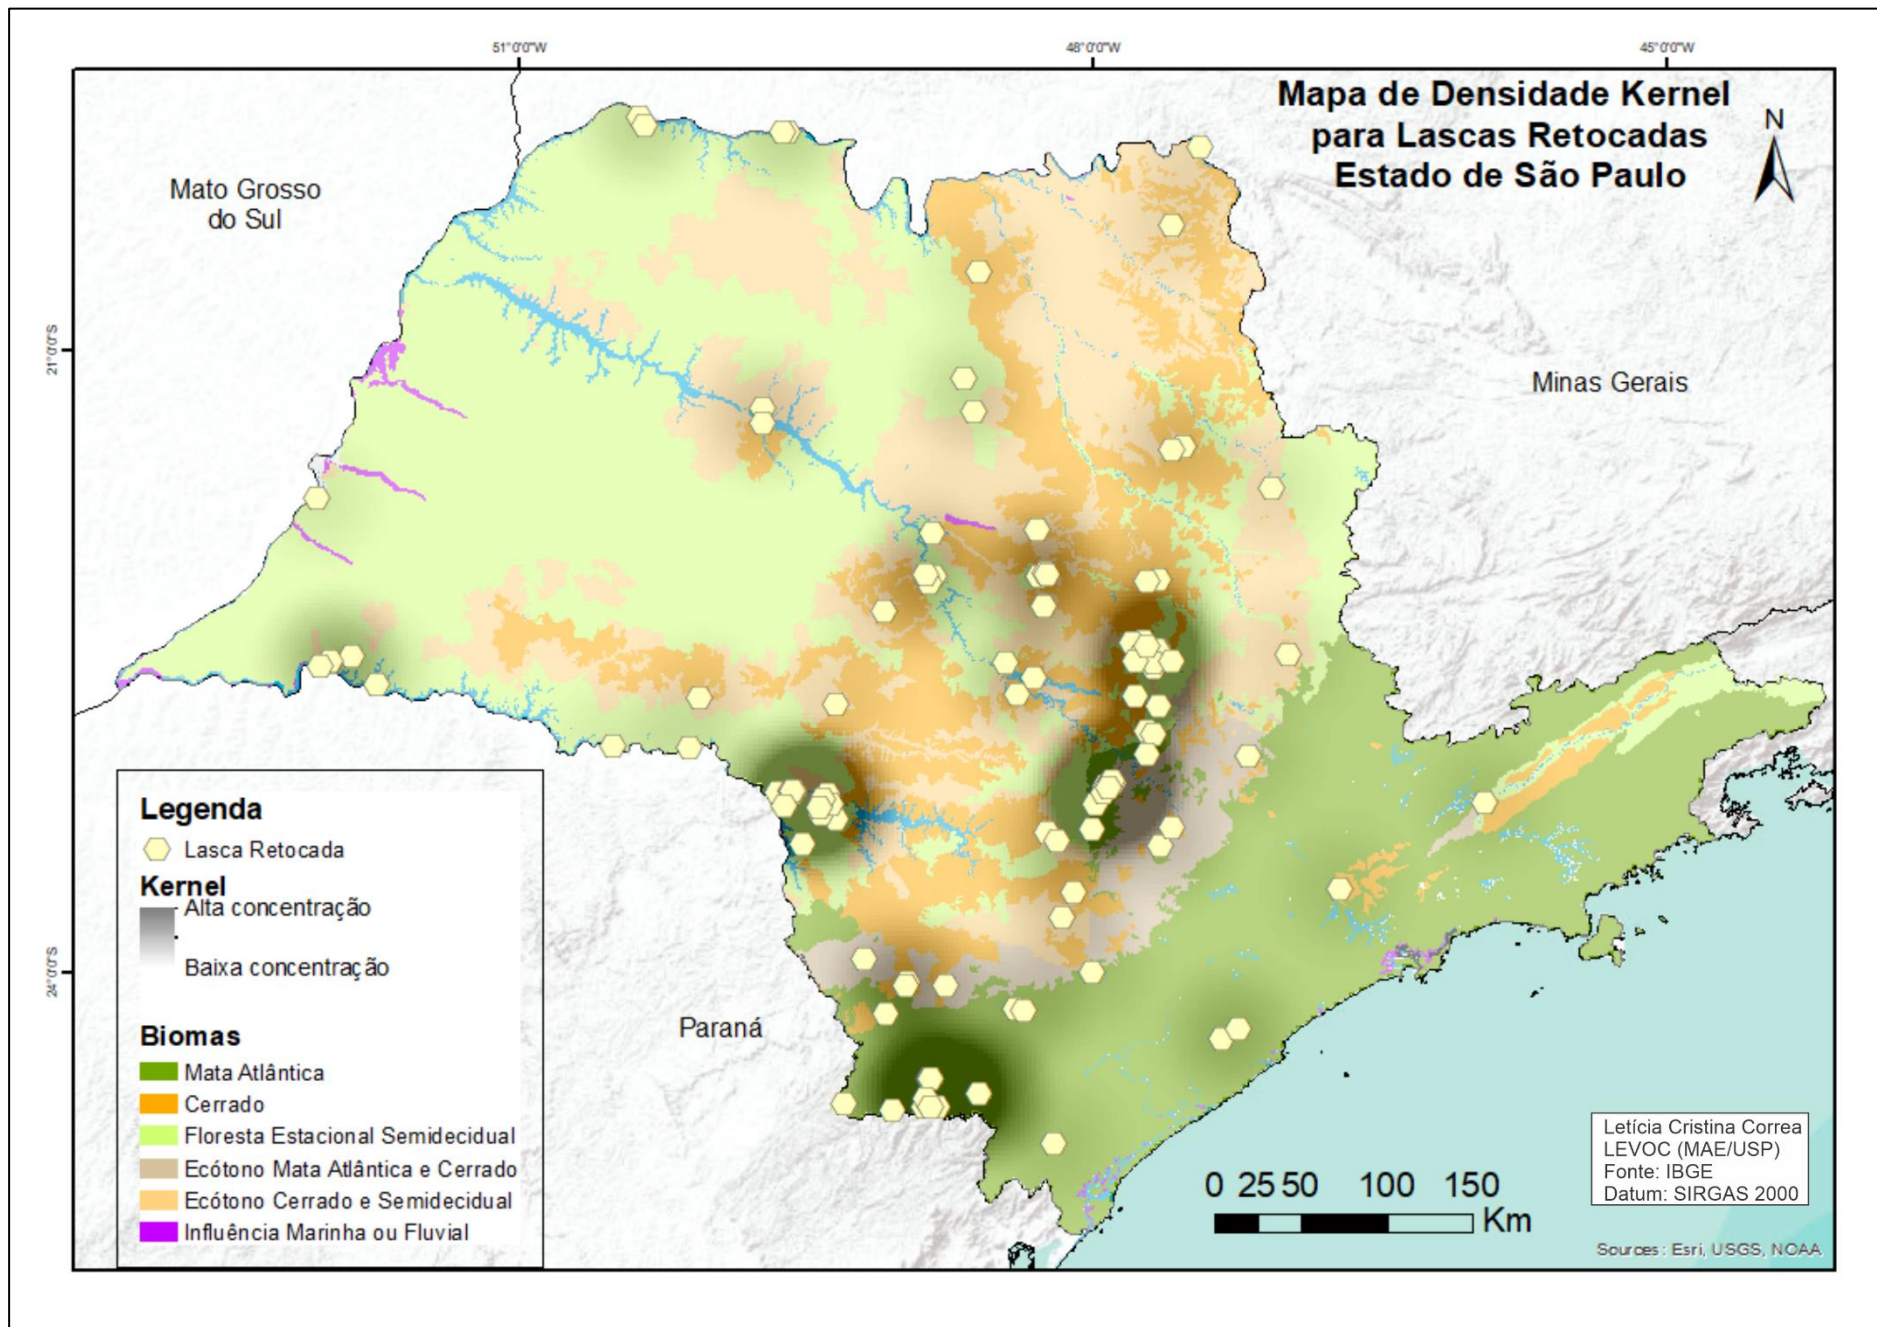 51°0'0"W
48°0'0"W
45°0'0"W
Mapa de Densidade Kernel
para Lascas Retocadas
Estado de São Paulo
N
Mato Grosso
do Sul
21°0'0"S
Minas Gerais
Legenda
Lasca Retocada
Kernel
Alta concentração
Baixa concentração
24°0'0"S
Paraná
Biomas
Mata Atlântica
Cerrado
Floresta Estacional Semidecidual
Ecótono Mata Atlântica e Cerrado
Ecótono Cerrado e Semidecidual
Influência Marinha ou Fluvial
0 25 50 100 150
Km
Letícia Cristina Correa
LEVOC (MAE/USP)
Fonte: IBGE
Datum: SIRGAS 2000
Sources: Esri, USGS, NOAA